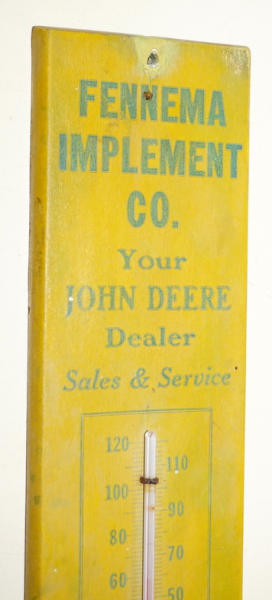 FENNEMA
IMPLEMENT
CO.
Your
JOHN DEERE
Dealer
Sales & Service
120
110
100
90
80
70
60
50